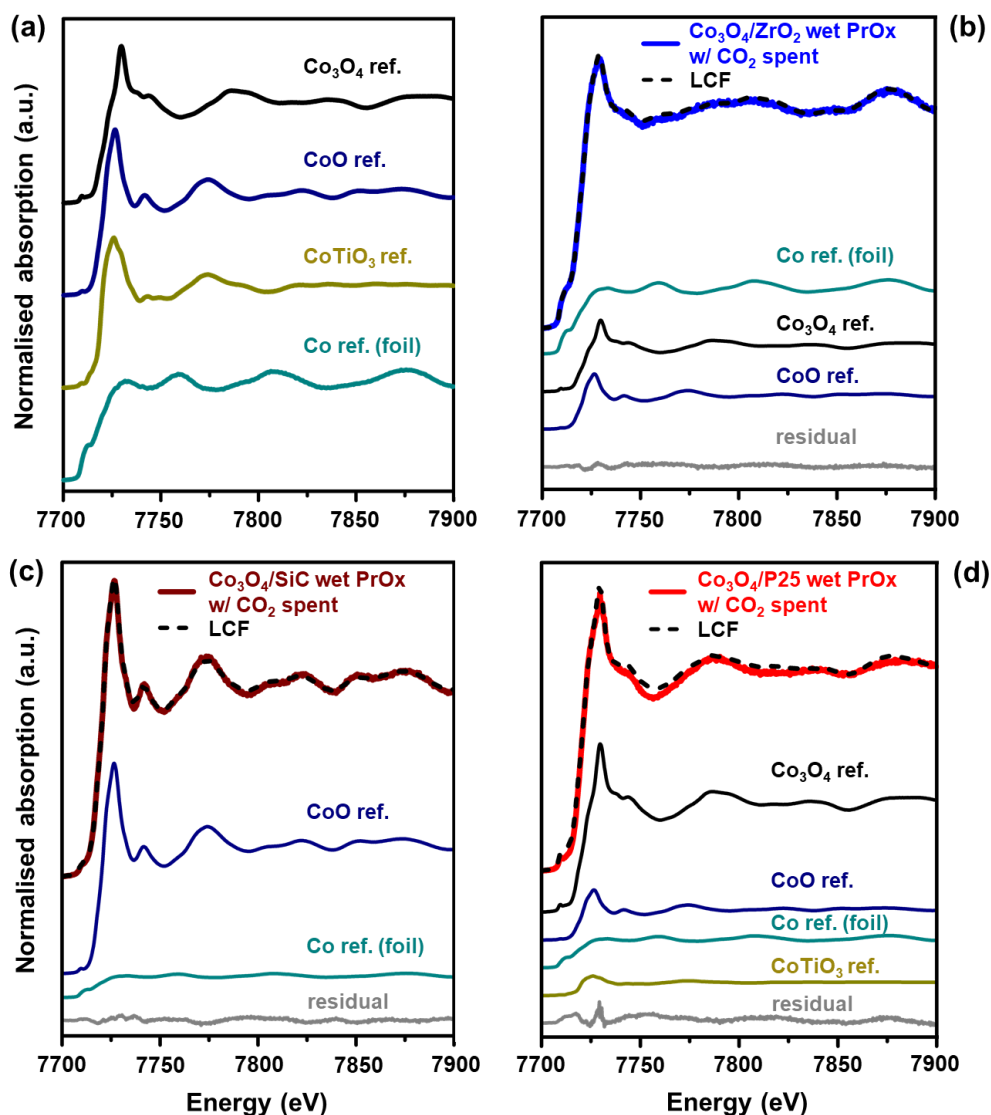 (a)
Co₃O₄ ref.
CoO ref.
CoTiO₃ ref.
Co ref. (foil)
Normalised absorption (a.u.)
7700 7750 7800 7850 7900
(b)
Co₃O₄/ZrO₂ wet PrOx
w/ CO₂ spent
LCF
Co ref. (foil)
Co₃O₄ ref.
CoO ref.
residual
7700 7750 7800 7850 7900
(c)
Co₃O₄/SiC wet PrOx
w/ CO₂ spent
LCF
CoO ref.
Co ref. (foil)
residual
Normalised absorption (a.u.)
7700 7750 7800 7850 7900
Energy (eV)
(d)
Co₃O₄/P25 wet PrOx
w/ CO₂ spent
LCF
Co₃O₄ ref.
CoO ref.
Co ref. (foil)
CoTiO₃ ref.
residual
7700 7750 7800 7850 7900
Energy (eV)